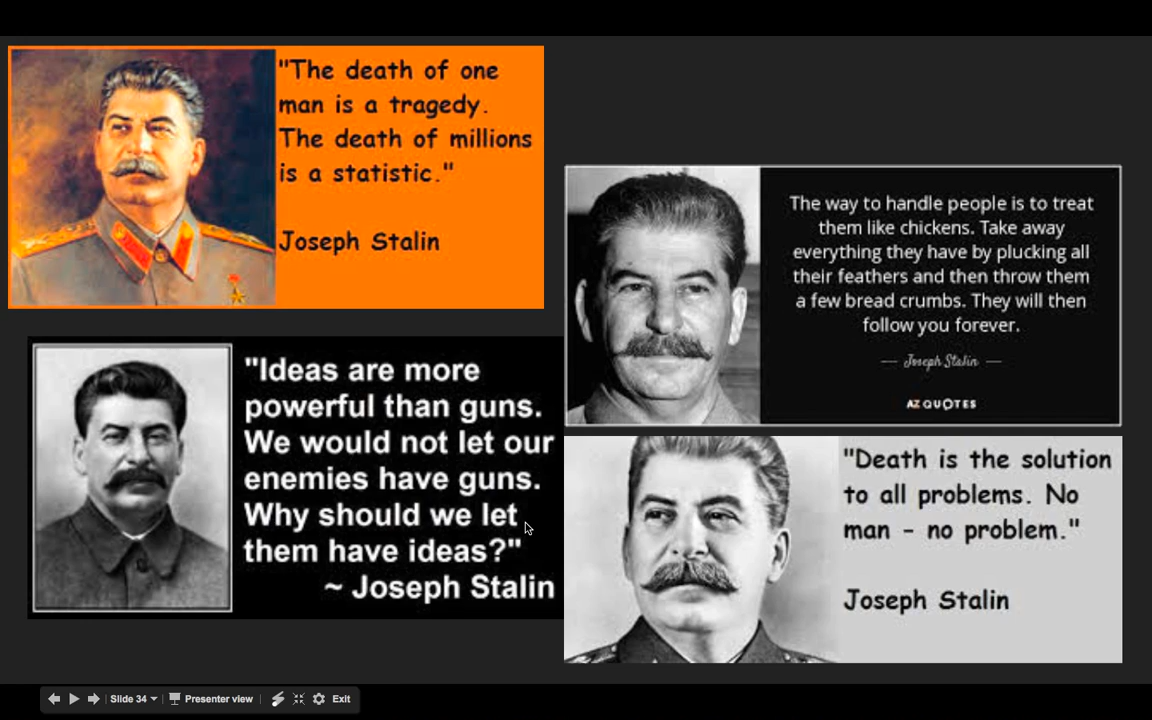 "The death of one
man is a tragedy.
The death of millions
is a statistic."
Joseph Stalin
The way to handle people is to treat
them like chickens. Take away
everything they have by plucking all
their feathers and then throw them
a few bread crumbs. They will then
follow you forever.
Joseph Stalin
AZ QUOTES
"Ideas are more
powerful than guns.
We would not let our
enemies have guns.
Why should we let
them have ideas?"
~ Joseph Stalin
"Death is the solution
to all problems. No
man - no problem."
Joseph Stalin
Slide 34 Presenter view Exit